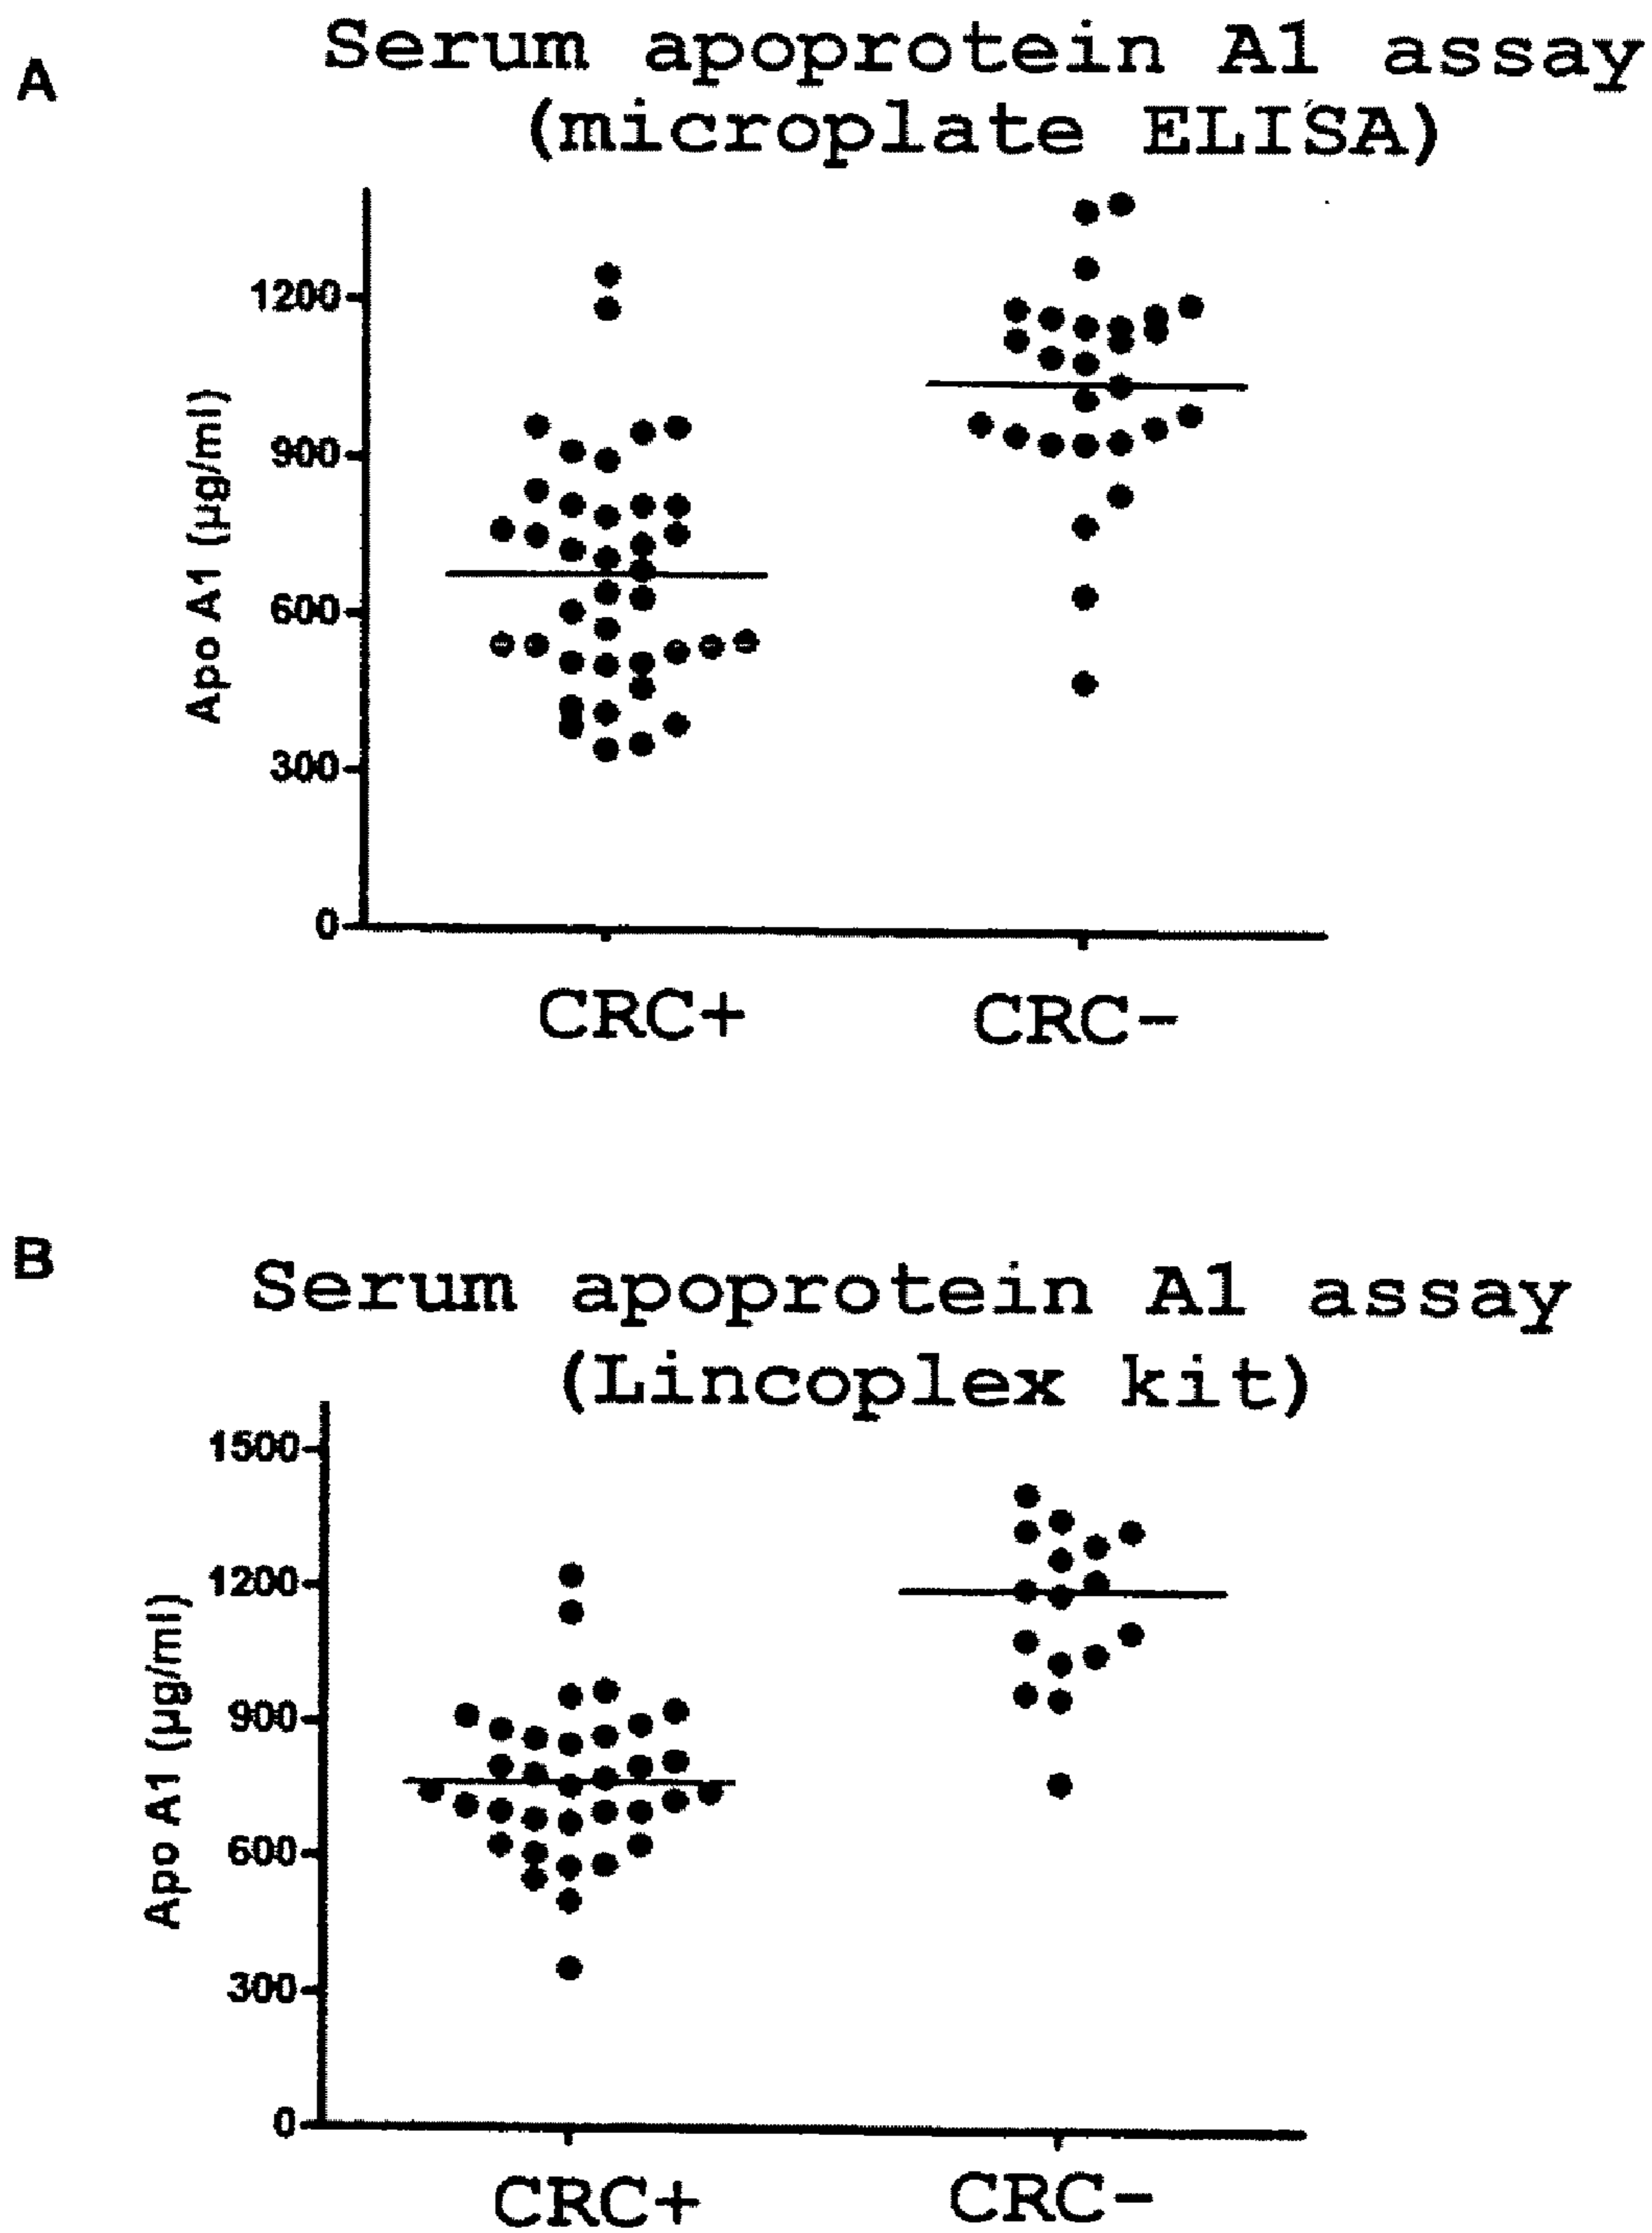 A
Serum apoprotein A1 assay
(microplate ELISA)
Apo A1 (µg/ml)
1200
900
600
300
0
CRC+ CRC-
B
Serum apoprotein A1 assay
(Lincoplex kit)
Apo A1 (µg/ml)
1500
1200
900
600
300
0
CRC+ CRC-